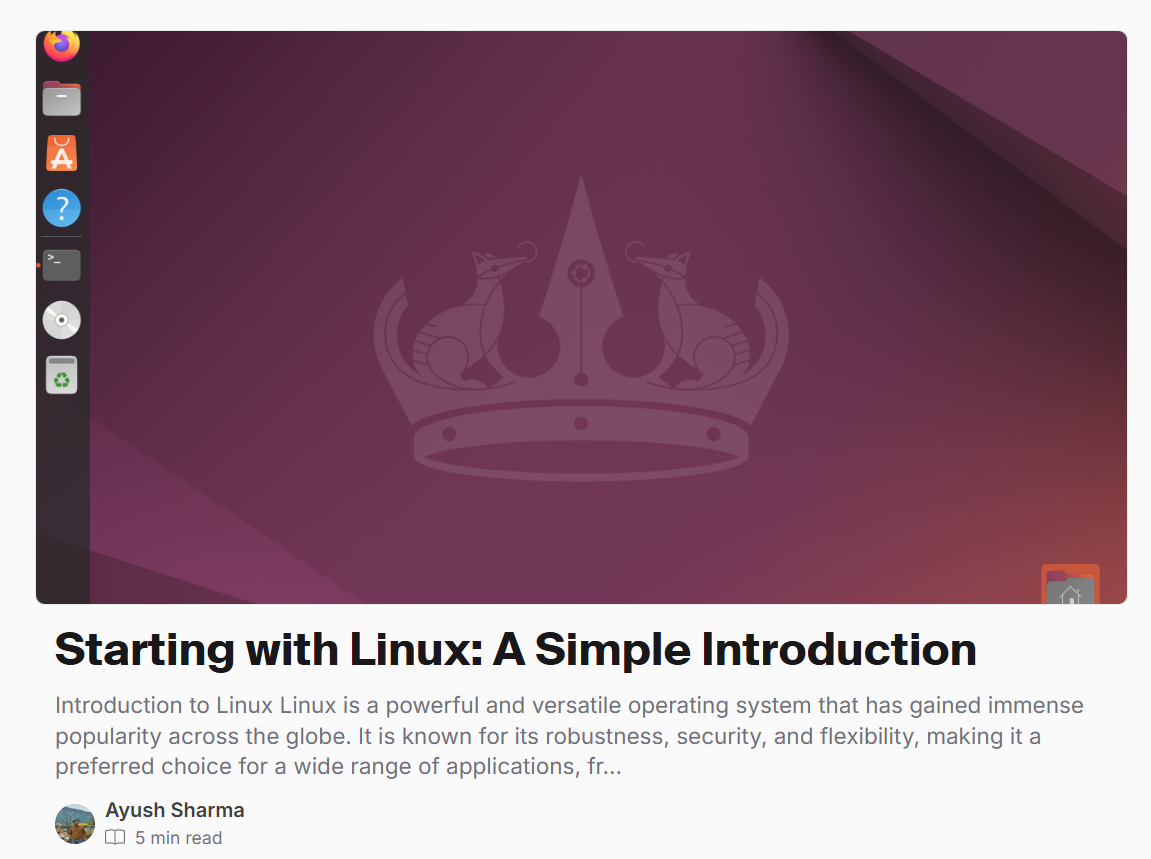 ?
>_
Starting with Linux: A Simple Introduction
Introduction to Linux Linux is a powerful and versatile operating system that has gained immense
popularity across the globe. It is known for its robustness, security, and flexibility, making it a
preferred choice for a wide range of applications, fr...
Ayush Sharma
5 min read